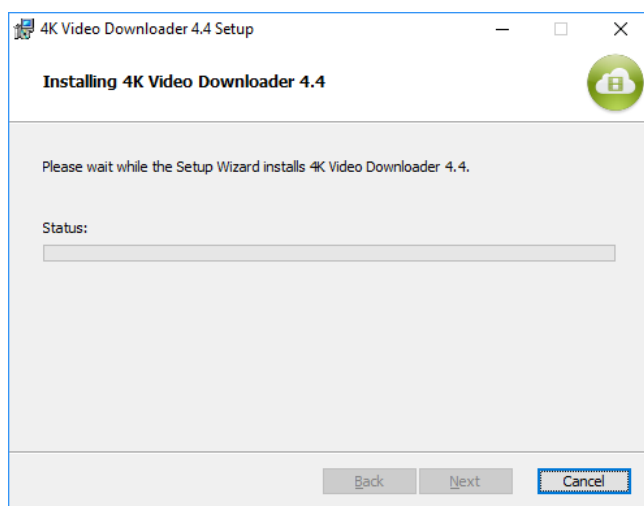 4K Video Downloader 4.4 Setup
Installing 4K Video Downloader 4.4
Please wait while the Setup Wizard installs 4K Video Downloader 4.4.
Status:
Back Next Cancel